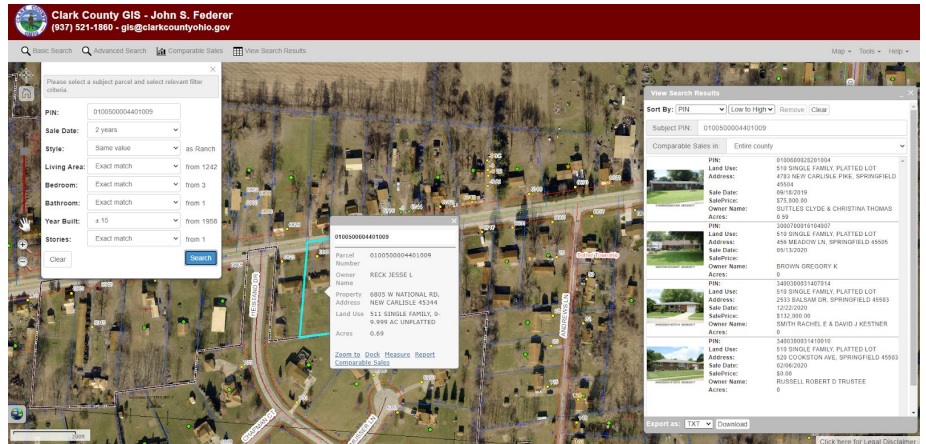 Clark County GIS - John S. Federer
(937) 521-1860 - gis@clarkcountyohio.gov
Basic Search Advanced Search Comparable Sales View Search Results
Map Tools Help
Please select a subject parcel and select relevant filter
criteria.
PIN: 0100500004401009
Sale Date: 2 years
Style: Same value as Ranch
Living Area: Exact match from 1242
Bedroom: Exact match from 3
Bathroom: Exact match from 1
Year Built: ± 15 from 1956
Stories: Exact match from 1
Clear Search
0100500004401009
Parcel Number 0100500004401009
Owner Name RECK JESSE L
Property Address 6805 W NATIONAL RD, NEW CARLISLE 45344
Land Use 511 SINGLE FAMILY, 0-9.999 AC UNPLATTED
Acres 0.69
Zoom to Dock Measure Report
Comparable Sales
REISTAND DR
CHAPMAN CT
ANDREWS LN
Bethel Township
View Search Results
Sort By: PIN Low to High Remove Clear
Subject PIN: 0100500004401009
Comparable Sales in: Entire county
PIN: 0100600028201004
Land Use: 510 SINGLE FAMILY, PLATTED LOT
Address: 4783 NEW CARLISLE PIKE, SPRINGFIELD
45504
Sale Date: 09/18/2019
SalePrice: $75,800.00
Owner Name: SUTTLES CLYDE & CHRISTINA THOMAS
Acres: 0.59
PIN: 3000700016104007
Land Use: 510 SINGLE FAMILY, PLATTED LOT
Address: 456 MEADOW LN, SPRINGFIELD 45505
Sale Date: 09/13/2020
SalePrice:
Owner Name: BROWN GREGORY K
Acres: 0
PIN: 3400300031407014
Land Use: 510 SINGLE FAMILY, PLATTED LOT
Address: 2533 BALSAM DR, SPRINGFIELD 45503
Sale Date: 12/22/2020
SalePrice: $132,000.00
Owner Name: SMITH RACHEL E & DAVID J KESTNER
Acres: 0
PIN: 3400300031410010
Land Use: 510 SINGLE FAMILY, PLATTED LOT
Address: 520 COOKSTON AVE, SPRINGFIELD 45503
Sale Date: 02/06/2020
SalePrice: $0.00
Owner Name: RUSSELL ROBERT D TRUSTEE
Acres: 0
Export as: TXT Download
Click here for Legal Disclaimer